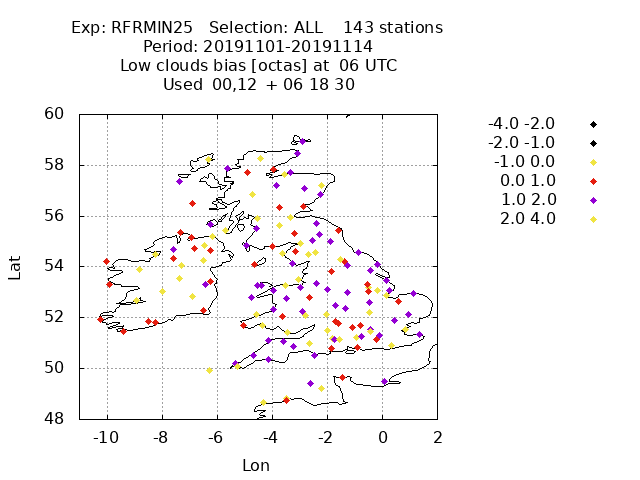 Exp: RFRMIN25 Selection: ALL 143 stations
Period: 20191101-20191114
Low clouds bias [octas] at 06 UTC
Used 00,12 + 06 18 30
60
58
56
54
52
50
48
-10 -8 -6 -4 -2 0 2
Lat
Lon
-4.0 -2.0
-2.0 -1.0
-1.0 0.0
0.0 1.0
1.0 2.0
2.0 4.0